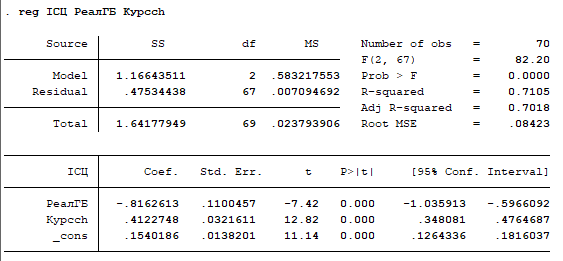 . reg ІСЦ РеалГБ Курссh
Source SS df MS Number of obs = 70
F(2, 67) = 82.20
Model 1.16643511 2 .583217553 Prob > F = 0.0000
Residual .47534438 67 .007094692 R-squared = 0.7105
Adj R-squared = 0.7018
Total 1.64177949 69 .023793906 Root MSE = .08423
ІСЦ Coef. Std. Err. t P>|t| [95% Conf. Interval]
РеалГБ -.8162613 .1100457 -7.42 0.000 -1.035913 -.5966092
Курссh .4122748 .0321611 12.82 0.000 .348081 .4764687
_cons .1540186 .0138201 11.14 0.000 .1264336 .1816037